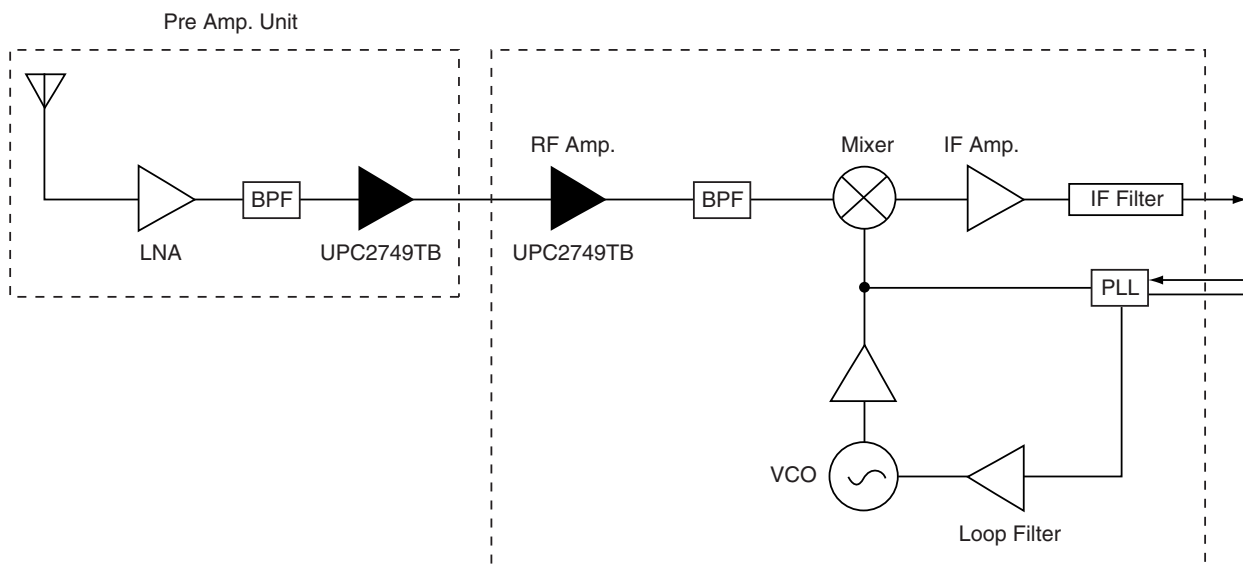 Pre Amp. Unit
RF Amp.
Mixer
IF Amp.
BPF
BPF
IF Filter
LNA
UPC2749TB
UPC2749TB
PLL
VCO
Loop Filter